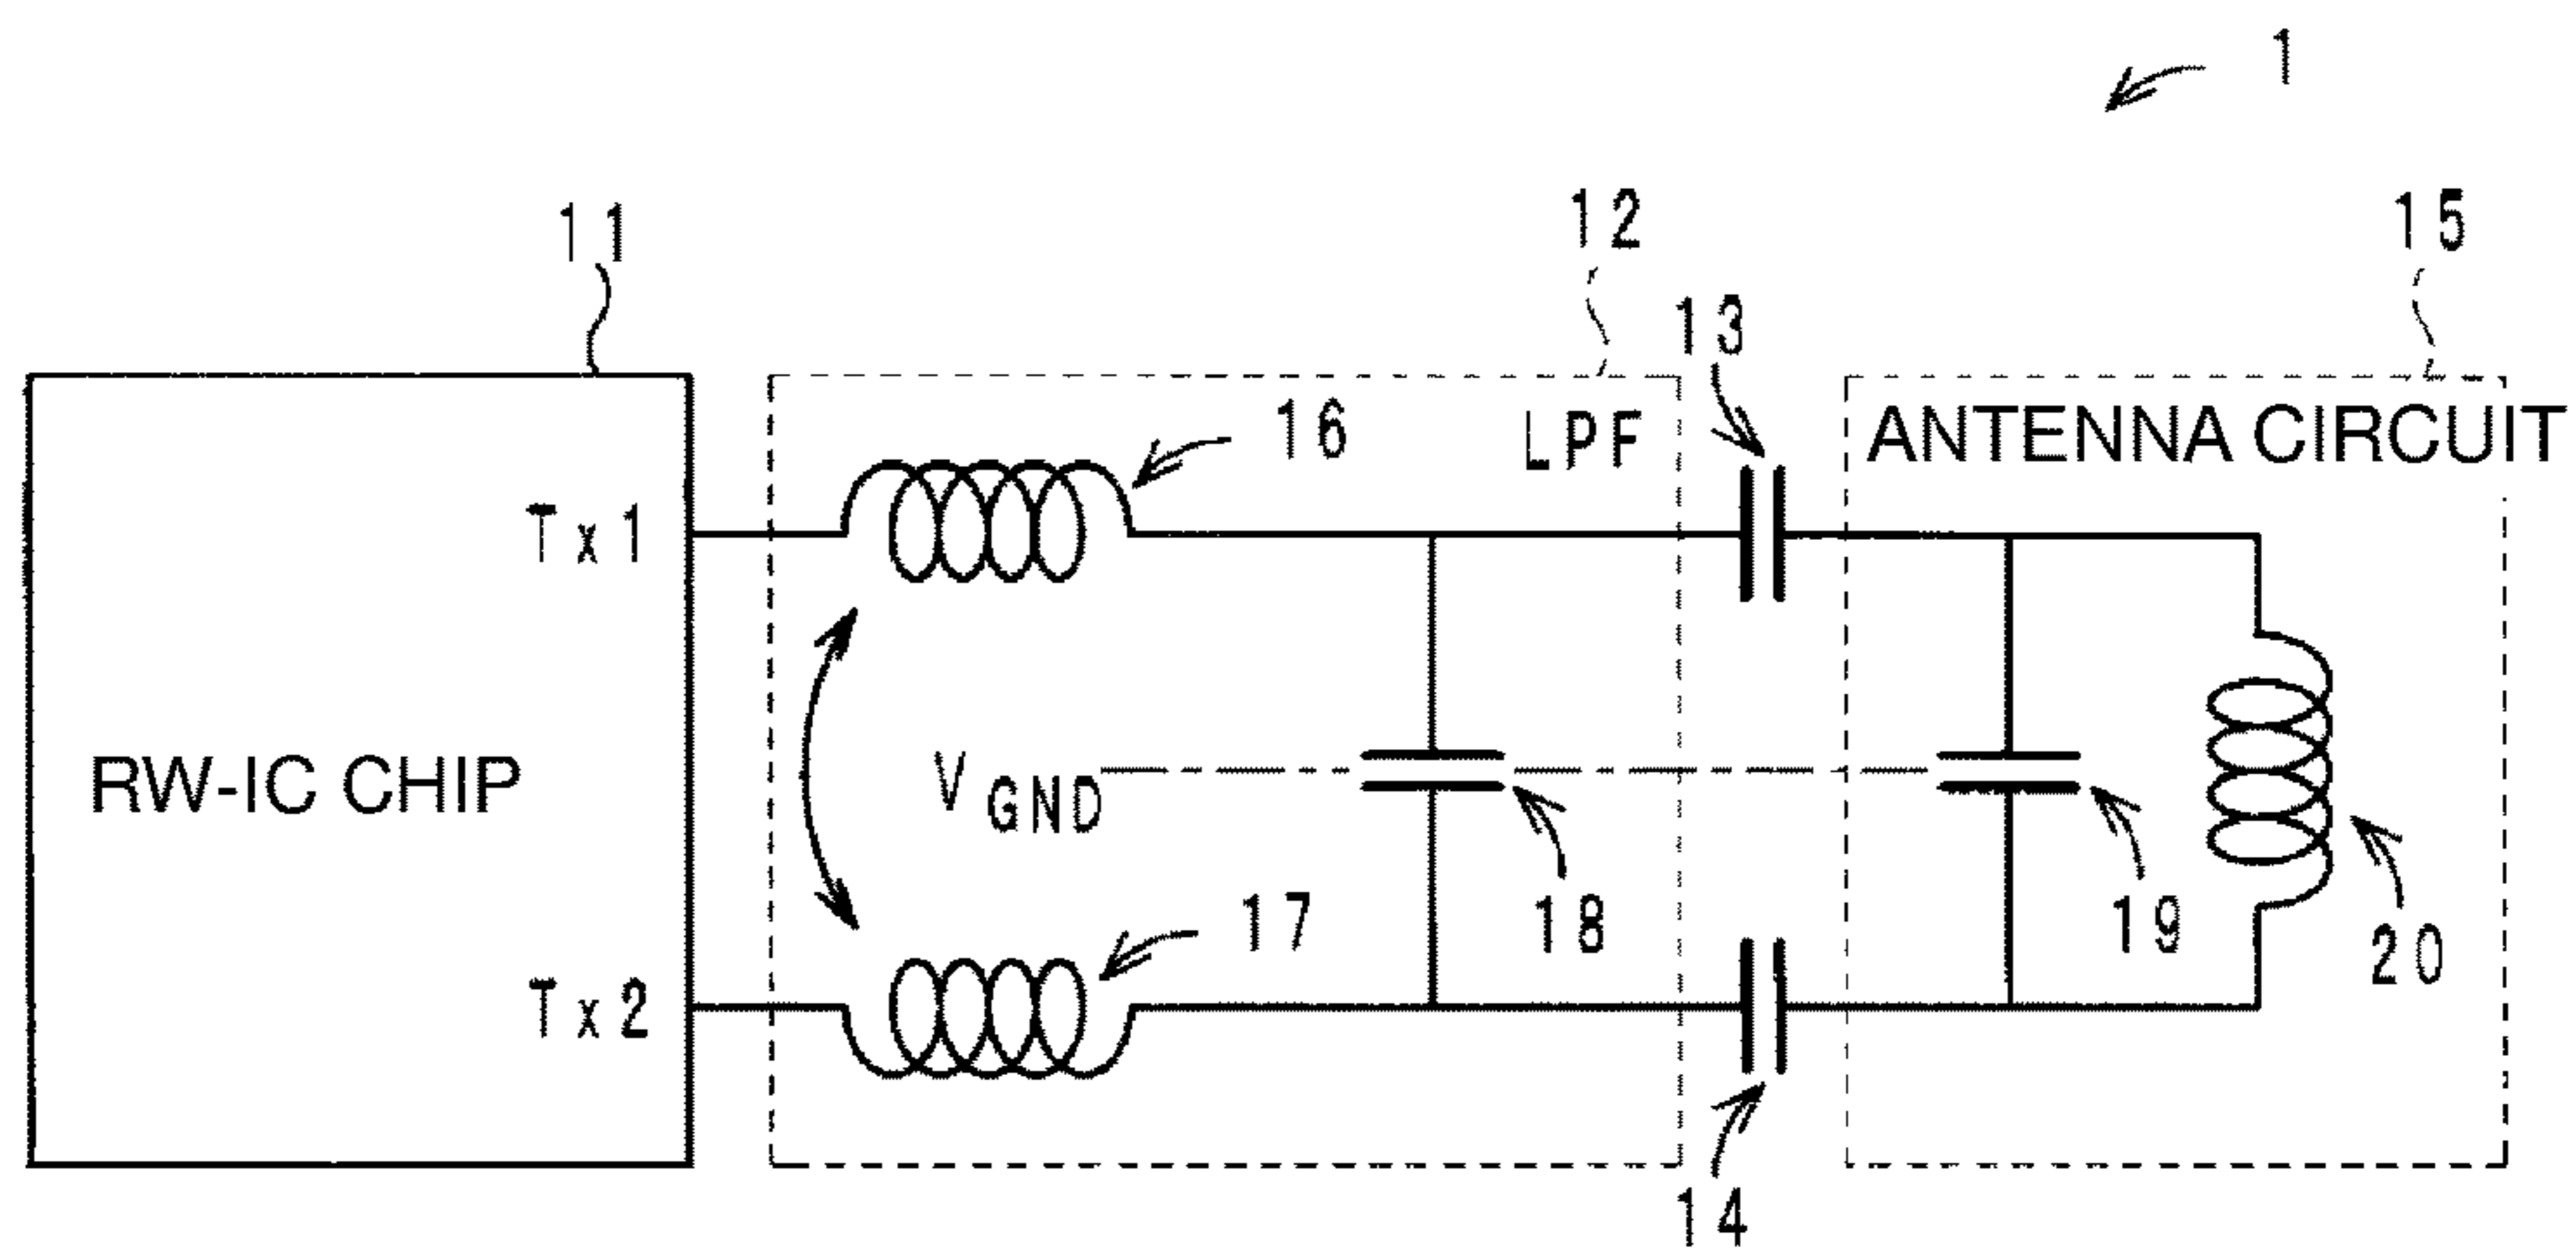 1
11
12
15
13
16
LPF
ANTENNA CIRCUIT
Tx1
RW-IC CHIP
VGND
17
18
19
20
Tx2
14